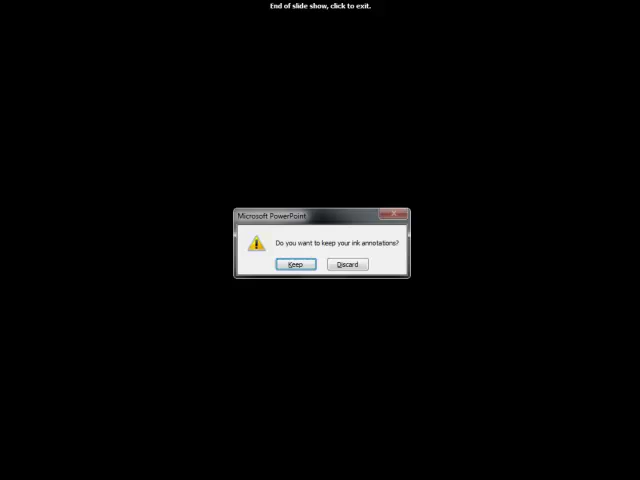 End of slide show, click to exit.
Microsoft PowerPoint
Do you want to keep your ink annotations?
Keep
Discard